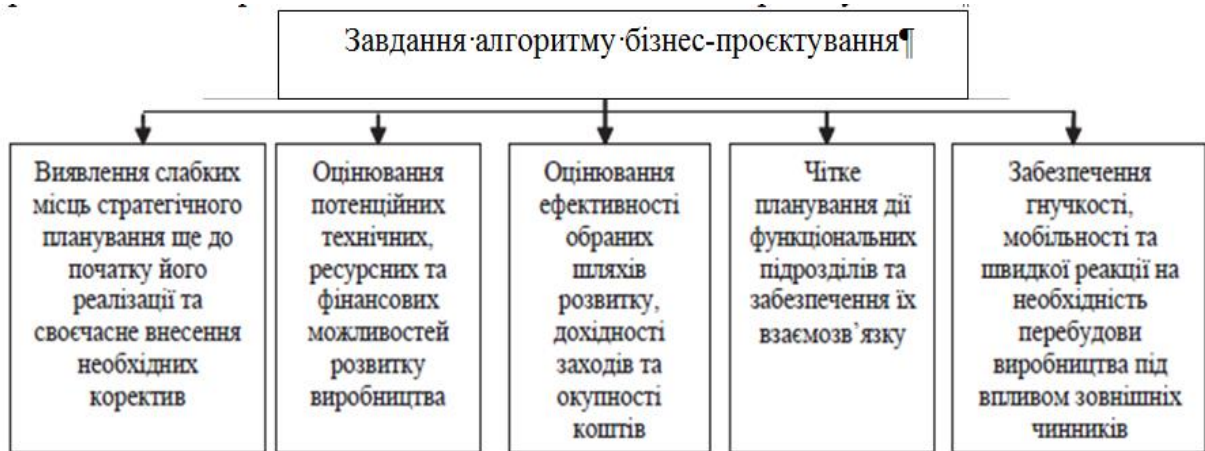 Завдання·алгоритму·бізнес-проєктування¶
Виявлення слабких
місць стратегічного
планування ще до
початку його
реалізації та
своєчасне внесення
необхідних
коректив
Оцінювання
потенційних
технічних,
ресурсних та
фінансових
можливостей
розвитку
виробництва
Оцінювання
ефективності
обраних
шляхів
розвитку,
дохідності
заходів та
окупності
коштів
Чітке
планування дії
функціональних
підрозділів та
забезпечення їх
взаємозв’язку
Забезпечення
гнучкості,
мобільності та
швидкої реакції на
необхідність
перебудови
виробництва під
впливом зовнішніх
чинників